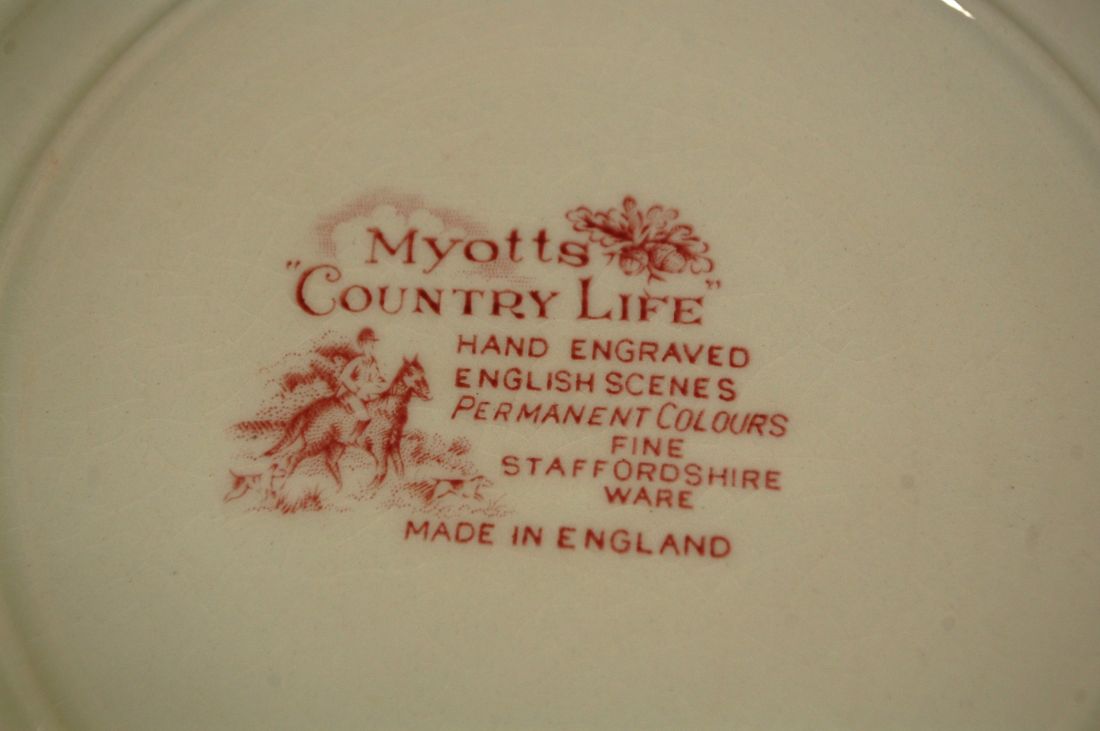 Myotts
"COUNTRY LIFE"
HAND ENGRAVED
ENGLISH SCENES
PERMANENT COLOURS
FINE
STAFFORDSHIRE
WARE
MADE IN ENGLAND